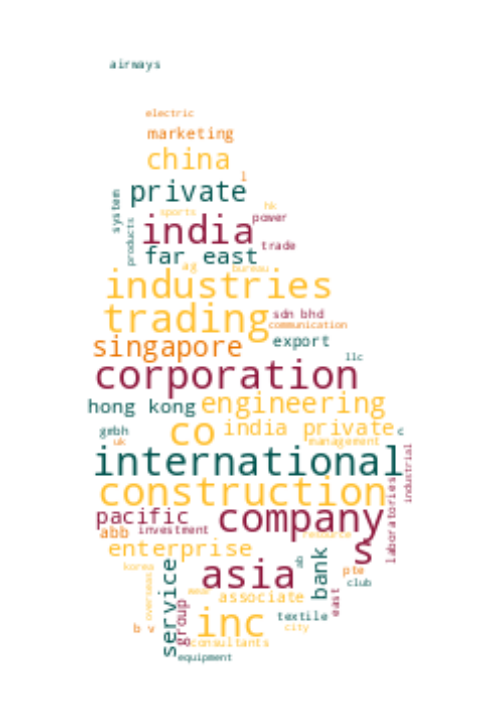 airways
electric
marketing
china
l
private
system
sports
hk
products
india
power
far east
trade
ag
bureau
industries
trading
sdn bhd
communication
singapore
export
llc
corporation
hong kong
engineering
gmbh
co
india private
c
uk
management
international
industrial
construction
laboratories
pacific
company
abb
investment
resource
enterprise
s
ab
bank
korea
service
asia
pte
club
overseas
wear
associate
east
group
inc
textile
b v
city
consultants
equipment